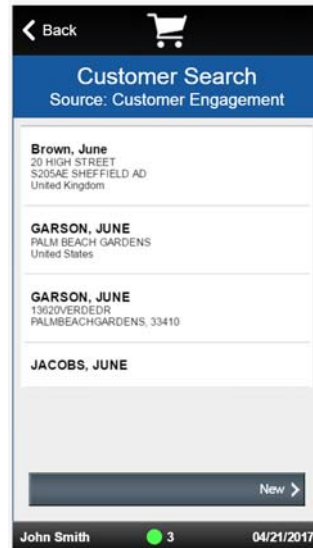 Back
Customer Search
Source: Customer Engagement
Brown, June
20 HIGH STREET
S205AE SHEFFIELD AD
United Kingdom
GARSON, JUNE
PALM BEACH GARDENS
United States
GARSON, JUNE
13620VERDEDR
PALMBEACHGARDENS, 33410
JACOBS, JUNE
New
John Smith 3 04/21/2017